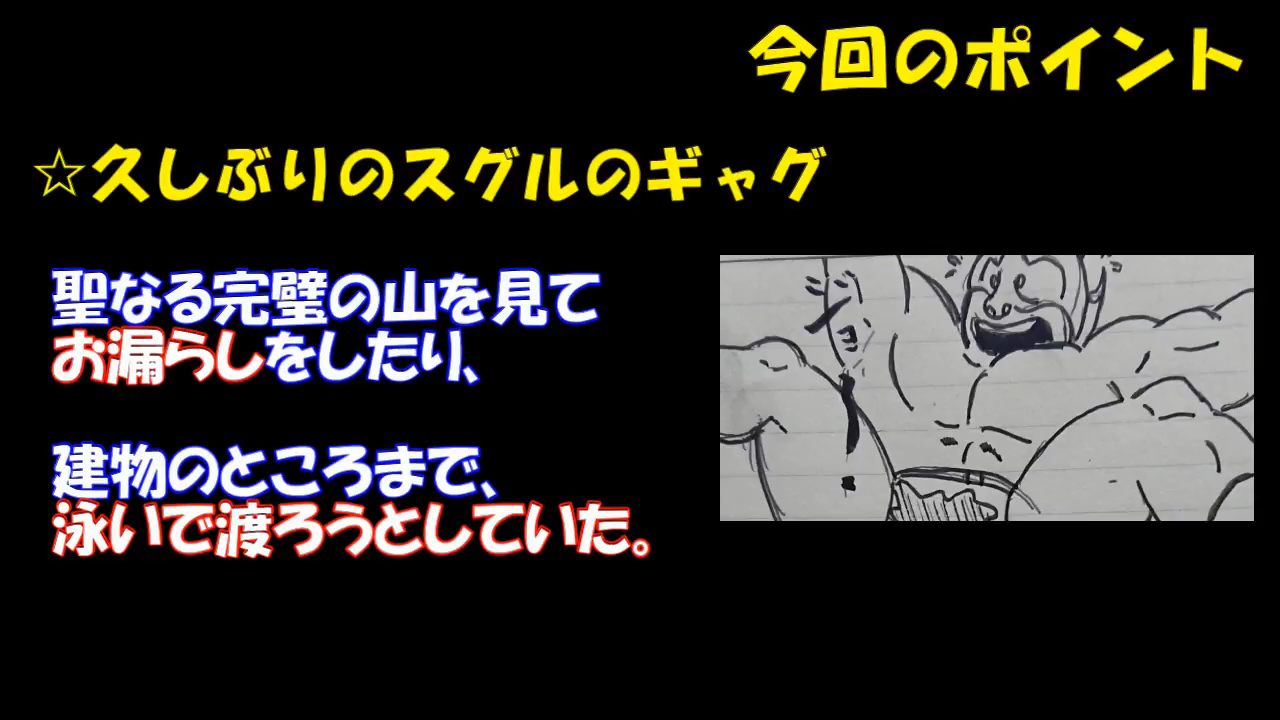 今回のポイント
☆久しぶりのスグルのギャグ
聖なる完璧の山を見て
お漏らしをしたり、
建物のところまで、
泳いで渡ろうとしていた。